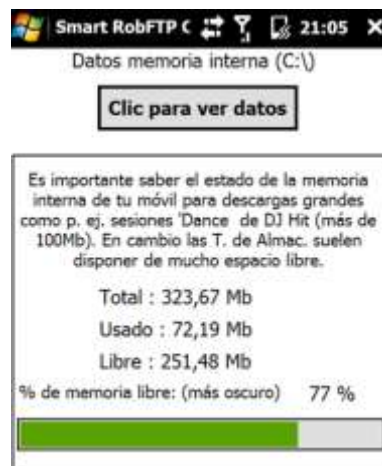 Smart RobFTP C 21:05
Datos memoria interna (C:\)
Clic para ver datos
Es importante saber el estado de la memoria
interna de tu móvil para descargas grandes
como p. ej. sesiones 'Dance de DJ Hit (más de
100Mb). En cambio las T. de Almac. suelen
disponer de mucho espacio libre.
Total : 323,67 Mb
Usado : 72,19 Mb
Libre : 251,48 Mb
% de memoria libre: (más oscuro) 77 %